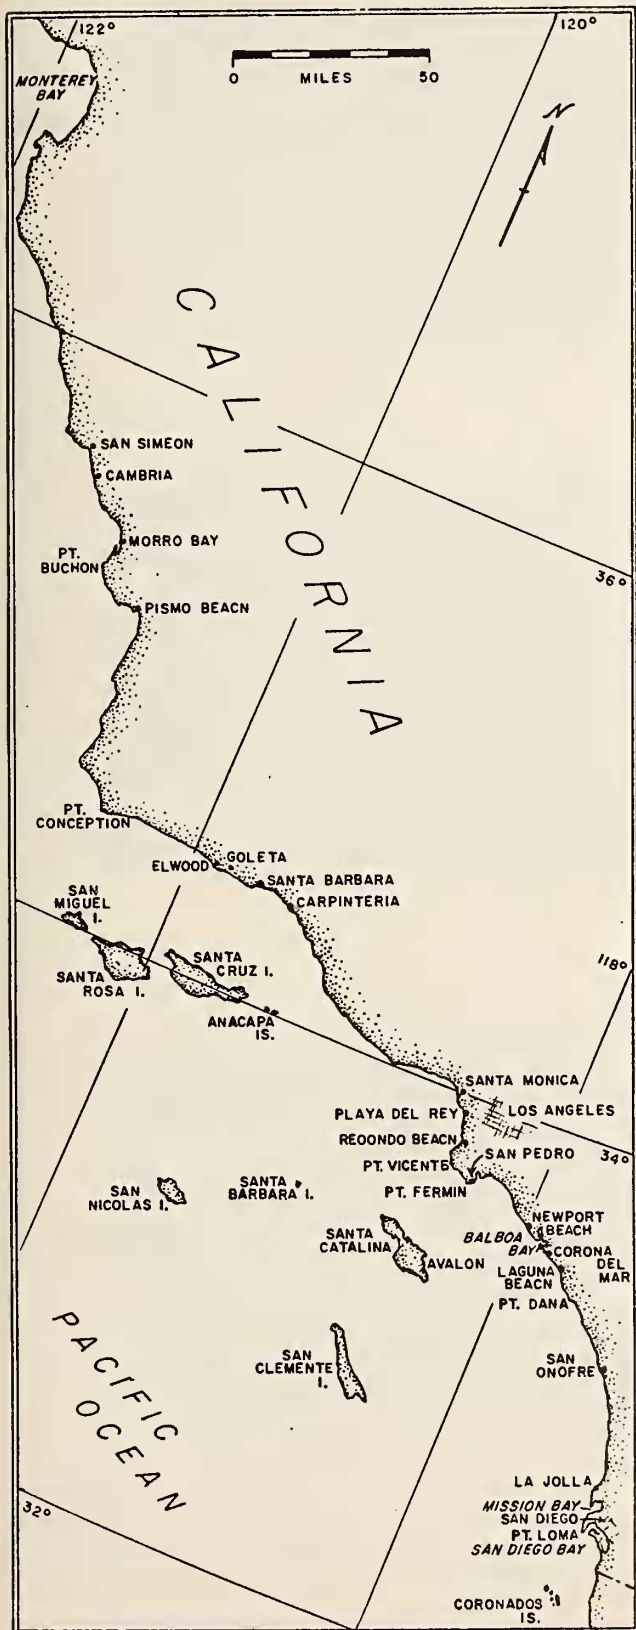 122°
120°
0 MILES 50
MONTEREY
BAY
N
CALIFORNIA
SAN SIMEON
CAMBRIA
MORRO BAY
PT.
BUCHON
36°
PISMO BEACN
PT.
CONCEPTION
GOLETA
ELWOOD
SANTA BARBARA
CARPINTERIA
SAN
MIGUEL
I.
SANTA
CRUZ I.
SANTA
ROSA I.
118°
ANACAPA
IS.
SANTA MONICA
PLAYA DEL REY
LOS ANGELES
REDONDO BEACN
SAN PEDRO
34°
PT. VICENTE
PT. FERMIN
SAN
NICOLAS I.
SANTA
BARBARA I.
NEWPORT
BEACH
SANTA
CATALINA
BALBOA
BAY
CORONA
DEL
MAR
AVALON
LAGUNA
BEACN
PT. DANA
PACIFIC
OCEAN
SAN
CLEMENTE
I.
SAN
ONOFRE
LA JOLLA
MISSION BAY
SAN DIEGO
PT. LOMA
SAN DIEGO BAY
32°
CORONADOS
IS.